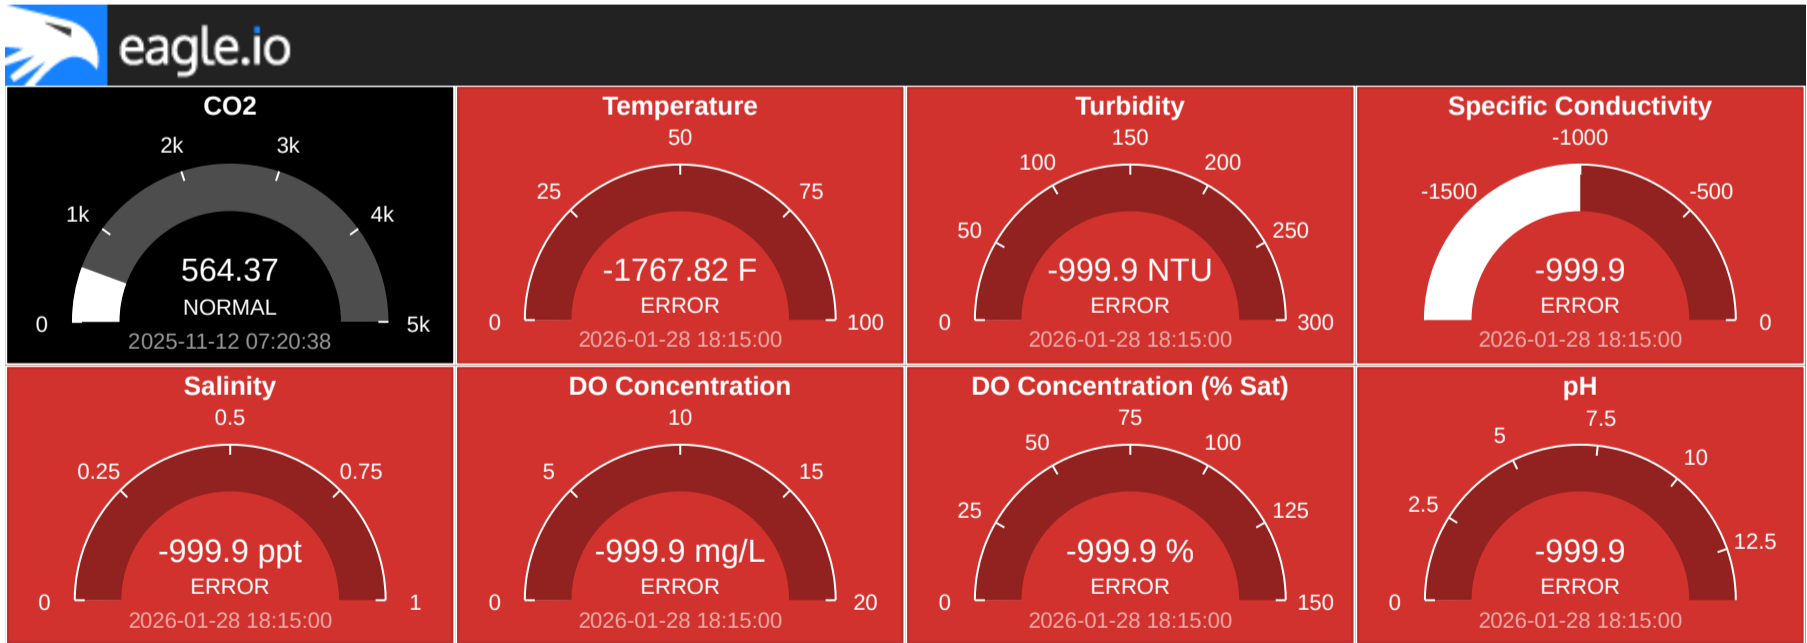 eagle.io
CO2
2k
3k
1k
4k
564.37
NORMAL
0
5k
2025-11-12 07:20:38
Temperature
50
25
75
-1767.82 F
ERROR
0
100
2026-01-28 18:15:00
Turbidity
150
100
200
50
250
-999.9 NTU
ERROR
0
300
2026-01-28 18:15:00
Specific Conductivity
-1000
-1500
-500
-999.9
ERROR
0
2026-01-28 18:15:00
Salinity
0.5
0.25
0.75
-999.9 ppt
ERROR
0
1
2026-01-28 18:15:00
DO Concentration
10
5
15
-999.9 mg/L
ERROR
0
20
2026-01-28 18:15:00
DO Concentration (% Sat)
75
50
100
25
125
-999.9 %
ERROR
0
150
2026-01-28 18:15:00
pH
7.5
5
10
2.5
12.5
-999.9
ERROR
0
2026-01-28 18:15:00